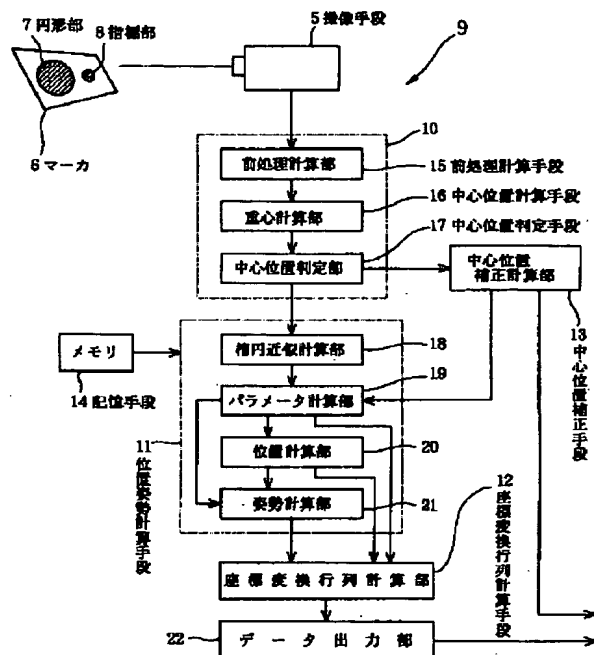 7 円形部
8 指標部
5 撮像手段
9
6 マーカ
10
前処理計算部
15 前処理計算手段
重心計算部
16 中心位置計算手段
中心位置判定部
17 中心位置判定手段
中心位置
補正計算部
13 中心位置補正手段
メモリ
14 記憶手段
楕円近似計算部
18
パラメータ計算部
19
位置計算部
20
姿勢計算部
21
11 位置姿勢計算手段
12 座標変換行列計算手段
座標変換行列計算部
22
データ出力部